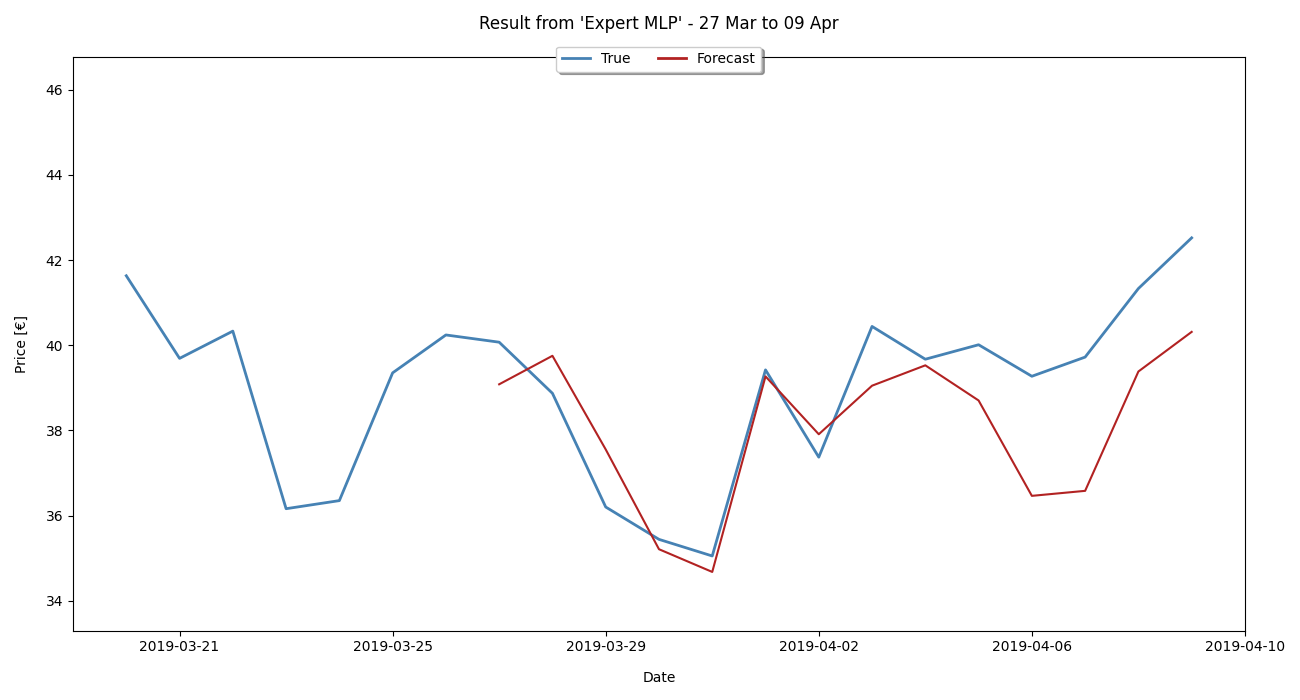 Result from 'Expert MLP' - 27 Mar to 09 Apr
True Forecast
46
44
42
40
38
36
34
Price [€]
2019-03-21 2019-03-25 2019-03-29 2019-04-02 2019-04-06 2019-04-10
Date